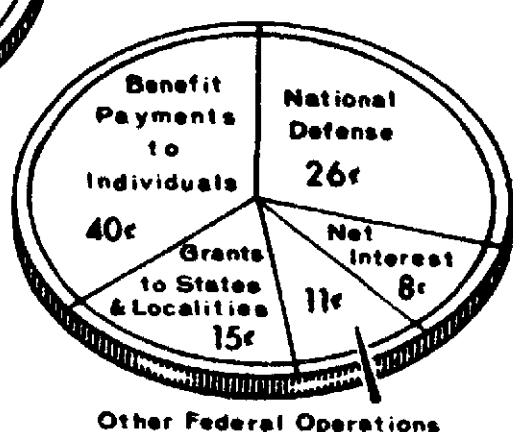 Benefit
Payments
to
Individuals
40¢
National
Defense
26¢
Net
Interest
8¢
11¢
Grants
to States
& Localities
15¢
Other Federal Operations